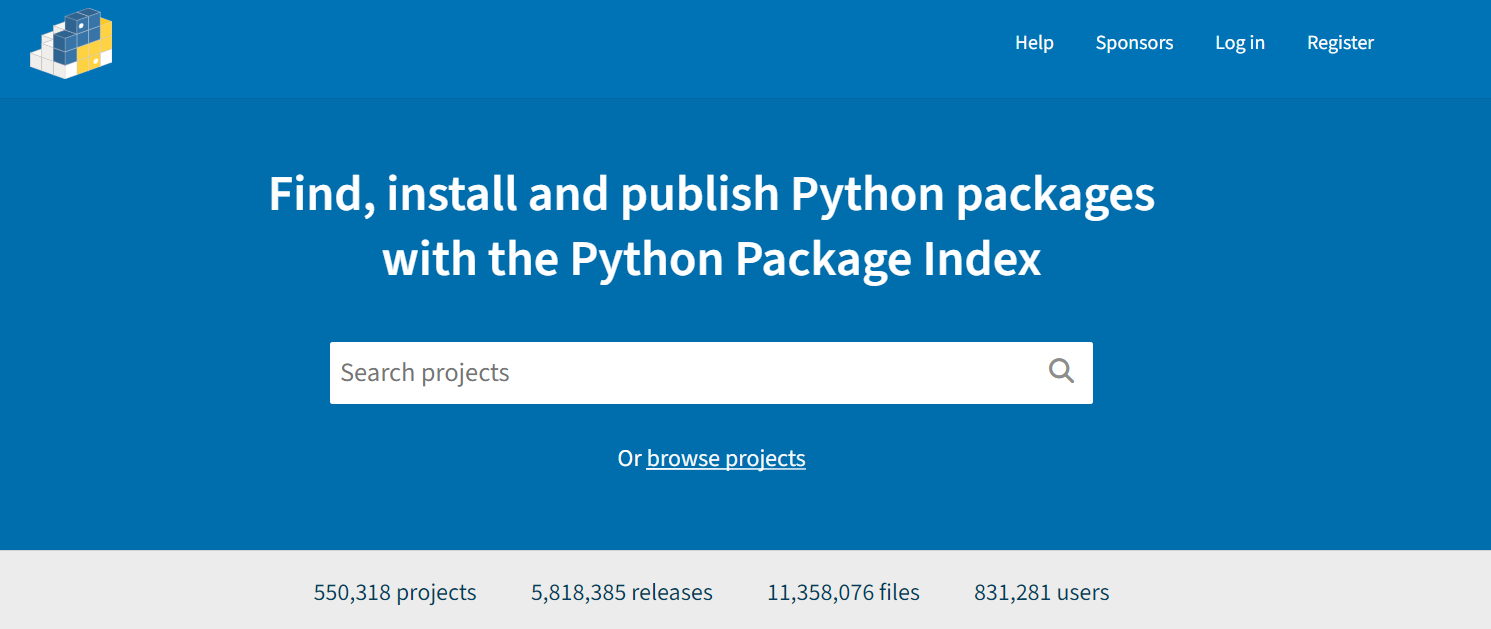 Help Sponsors Log in Register
Find, install and publish Python packages
with the Python Package Index
Search projects
Or browse projects
550,318 projects 5,818,385 releases 11,358,076 files 831,281 users